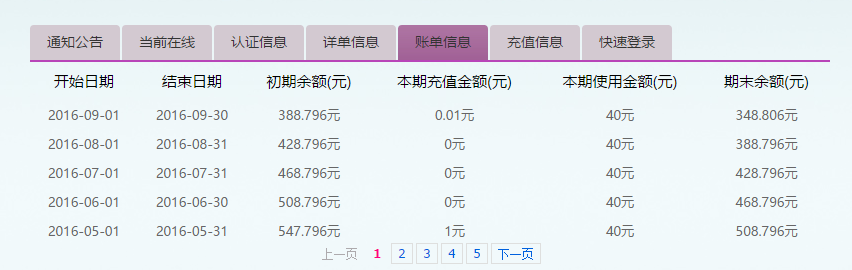 通知公告 当前在线 认证信息 详单信息 账单信息 充值信息 快速登录
开始日期 结束日期 初期余额(元) 本期充值金额(元) 本期使用金额(元) 期末余额(元)
2016-09-01 2016-09-30 388.796元 0.01元 40元 348.806元
2016-08-01 2016-08-31 428.796元 0元 40元 388.796元
2016-07-01 2016-07-31 468.796元 0元 40元 428.796元
2016-06-01 2016-06-30 508.796元 0元 40元 468.796元
2016-05-01 2016-05-31 547.796元 1元 40元 508.796元
上一页 1 2 3 4 5 下一页